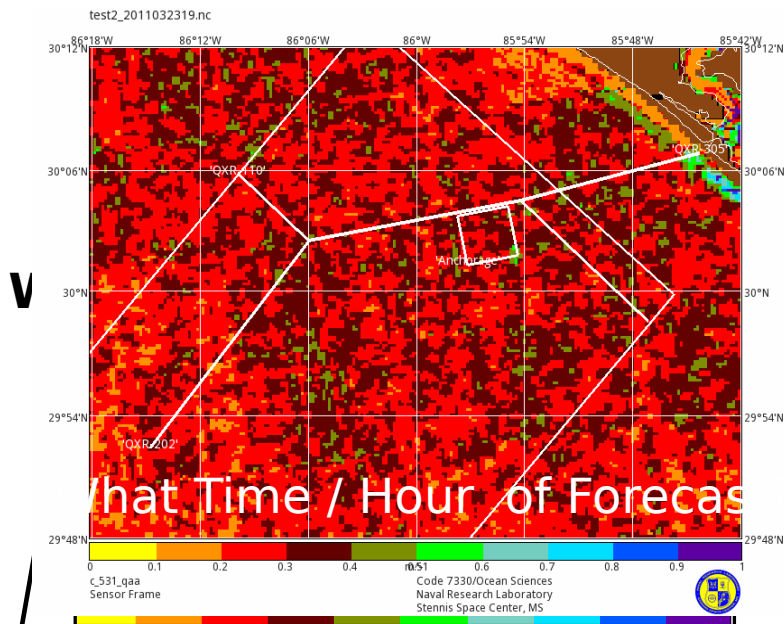 test2_2011032319.nc
86°18'W 86°12'W 86°06'W 86°W 85°54'W 85°48'W 85°42'W
30°12'N 30°12'N
'QXR-305'
'QXR-110'
30°06'N 30°06'N
'Anchorage'
30°N 30°N
29°54'N 29°54'N
'QXR-202'
What Time / Hour of Forecas
29°48'N 29°48'N
0 0.1 0.2 0.3 0.4 0.6 0.7 0.8 0.9 1
c_531_qaa Code 7330/Ocean Sciences
Sensor Frame Naval Research Laboratory
Stennis Space Center, MS